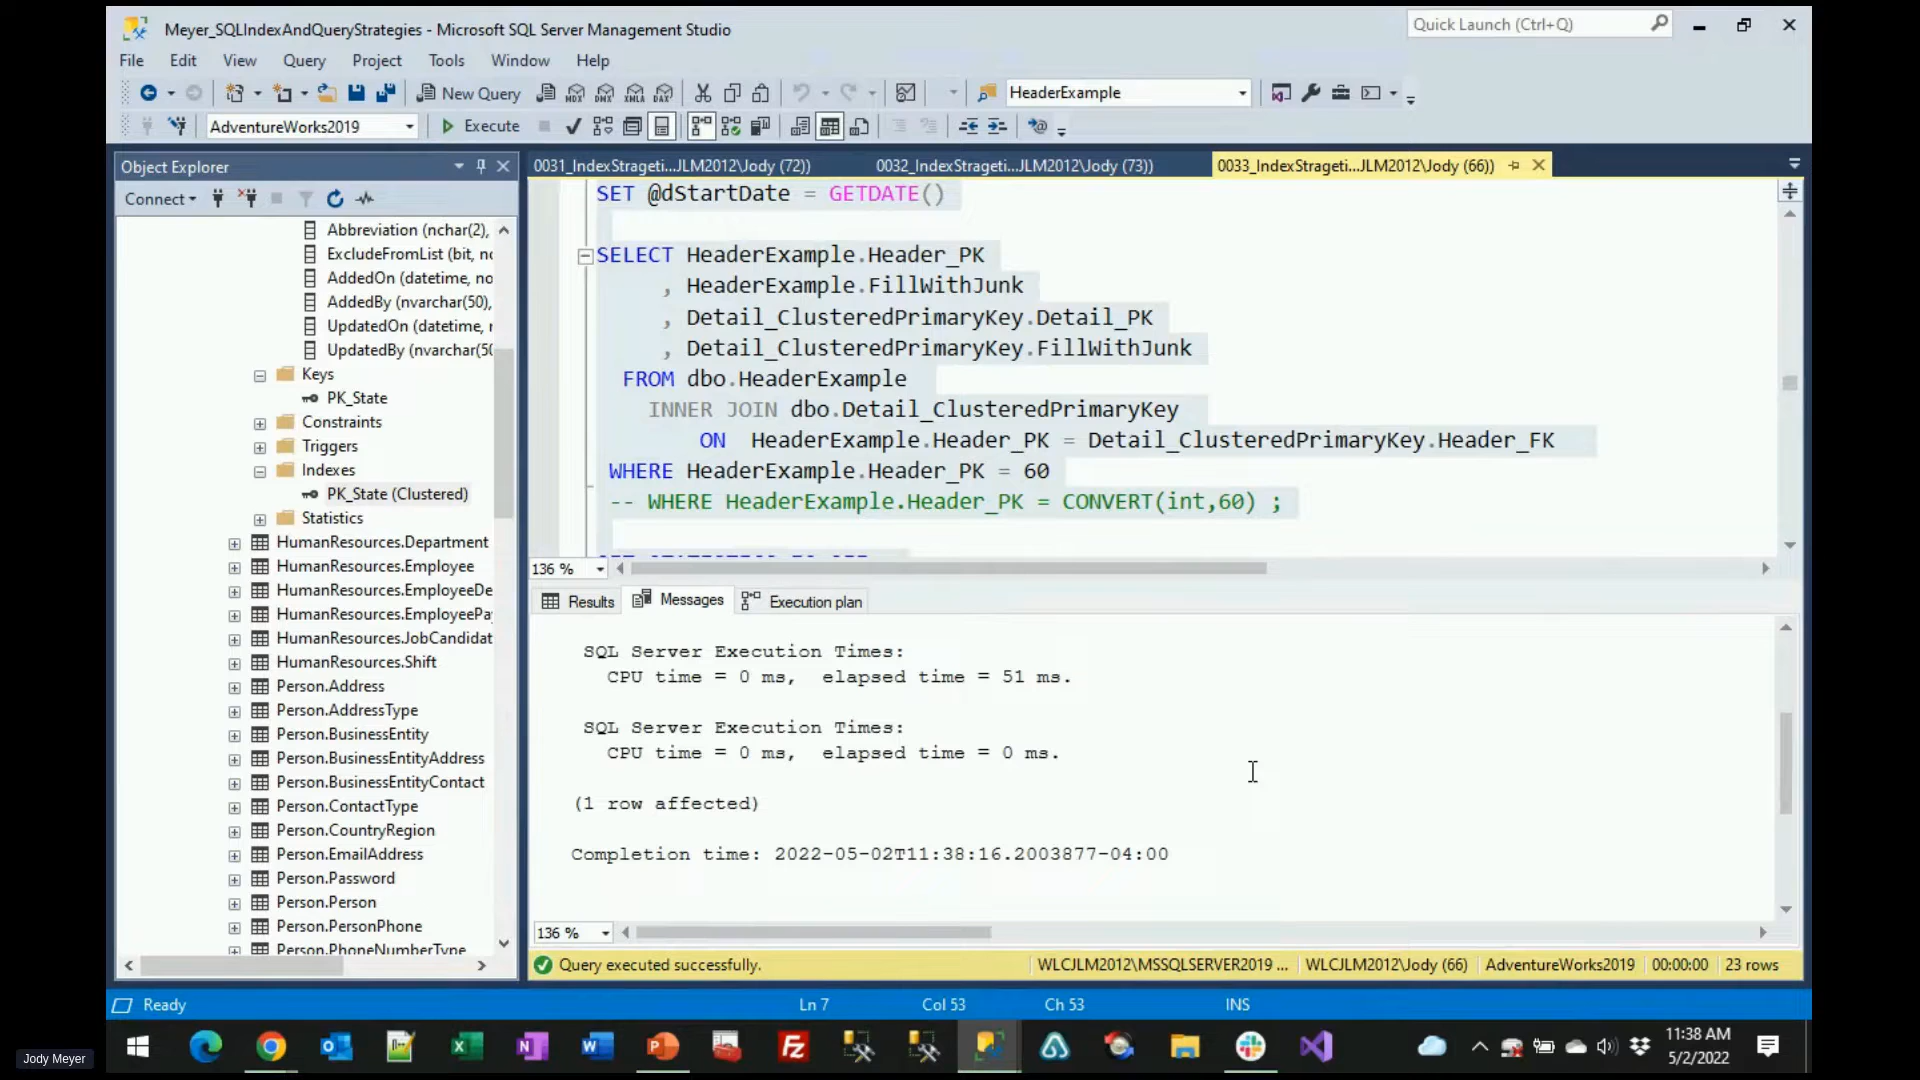 Meyer_SQLIndexAndQueryStrategies - Microsoft SQL Server Management Studio
Quick Launch (Ctrl+Q)
File Edit View Query Project Tools Window Help
New Query
HeaderExample
AdventureWorks2019
Execute
Object Explorer
0031_IndexStrageti...JLM2012\Jody (72))
0032_IndexStrageti...JLM2012\Jody (73))
0033_IndexStrageti...JLM2012\Jody (66))
Connect
Abbreviation (nchar(2),
ExcludeFromList (bit, nc
AddedOn (datetime, no
AddedBy (nvarchar(50),
UpdatedOn (datetime, r
UpdatedBy (nvarchar(50
Keys
PK_State
Constraints
Triggers
Indexes
PK_State (Clustered)
Statistics
HumanResources.Department
HumanResources.Employee
HumanResources.EmployeeDe
HumanResources.EmployeePa
HumanResources.JobCandidat
HumanResources.Shift
Person.Address
Person.AddressType
Person.BusinessEntity
Person.BusinessEntityAddress
Person.BusinessEntityContact
Person.ContactType
Person.CountryRegion
Person.EmailAddress
Person.Password
Person.Person
Person.PersonPhone
Person.PhoneNumberType
SET @dStartDate = GETDATE()
SELECT HeaderExample.Header_PK
, HeaderExample.FillWithJunk
, Detail_ClusteredPrimaryKey.Detail_PK
, Detail_ClusteredPrimaryKey.FillWithJunk
FROM dbo.HeaderExample
INNER JOIN dbo.Detail_ClusteredPrimaryKey
ON HeaderExample.Header_PK = Detail_ClusteredPrimaryKey.Header_FK
WHERE HeaderExample.Header_PK = 60
-- WHERE HeaderExample.Header_PK = CONVERT(int,60) ;
136 %
Results Messages Execution plan
SQL Server Execution Times:
CPU time = 0 ms, elapsed time = 51 ms.
SQL Server Execution Times:
CPU time = 0 ms, elapsed time = 0 ms.
(1 row affected)
Completion time: 2022-05-02T11:38:16.2003877-04:00
136 %
Query executed successfully.
WLCJLM2012\MSSQLSERVER2019 ... WLCJLM2012\Jody (66) AdventureWorks2019 00:00:00 23 rows
Ready Ln 7 Col 53 Ch 53 INS
11:38 AM
5/2/2022
Jody Meyer